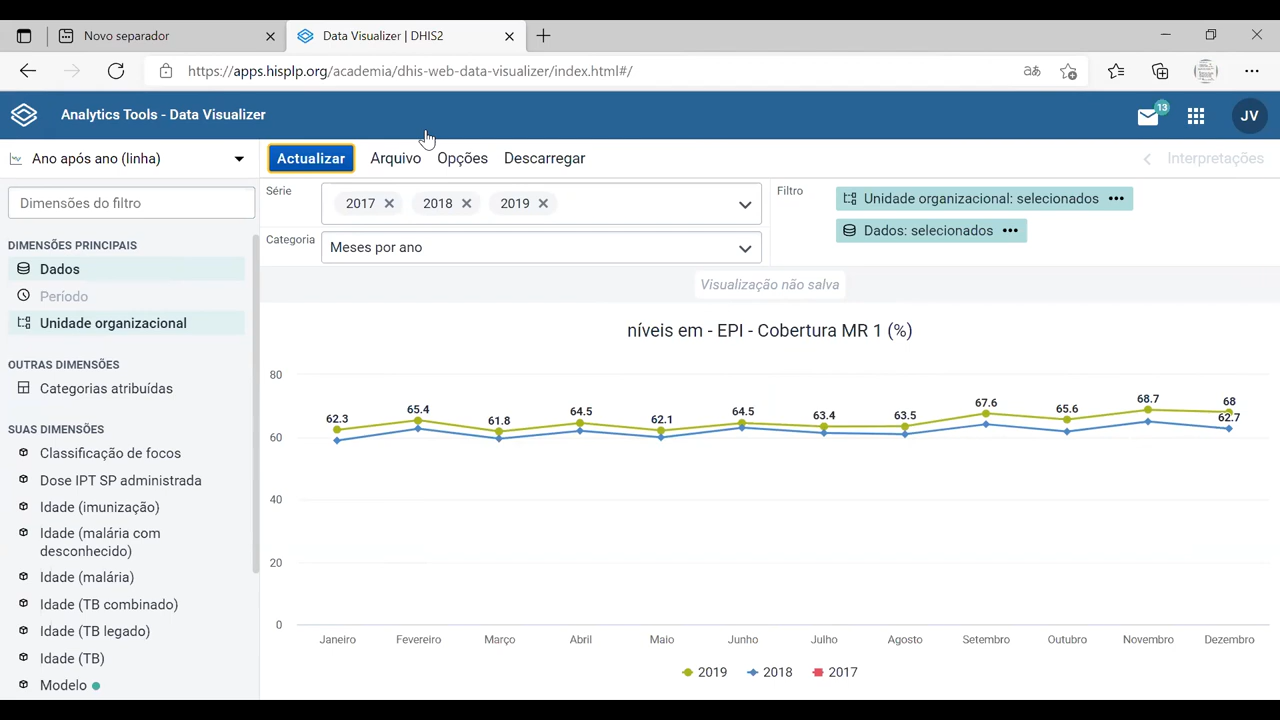 Novo separador
Data Visualizer | DHIS2
https://apps.hisplp.org/academia/dhis-web-data-visualizer/index.html#/
aあ
Analytics Tools - Data Visualizer
13
JV
Ano após ano (linha)
Actualizar
Arquivo
Opções
Descarregar
Interpretações
Dimensões do filtro
DIMENSÕES PRINCIPAIS
Dados
Período
Unidade organizacional
OUTRAS DIMENSÕES
Categorias atribuídas
SUAS DIMENSÕES
Classificação de focos
Dose IPT SP administrada
Idade (imunização)
Idade (malária com
desconhecido)
Idade (malária)
Idade (TB combinado)
Idade (TB legado)
Idade (TB)
Modelo
Série
2017
2018
2019
Categoria
Meses por ano
Filtro
Unidade organizacional: selecionados
Dados: selecionados
Visualização não salva
níveis em - EPI - Cobertura MR 1 (%)
80
60
40
20
0
62.3
65.4
61.8
64.5
62.1
64.5
63.4
63.5
67.6
65.6
68.7
68
62.7
Janeiro
Fevereiro
Março
Abril
Maio
Junho
Julho
Agosto
Setembro
Outubro
Novembro
Dezembro
2019
2018
2017